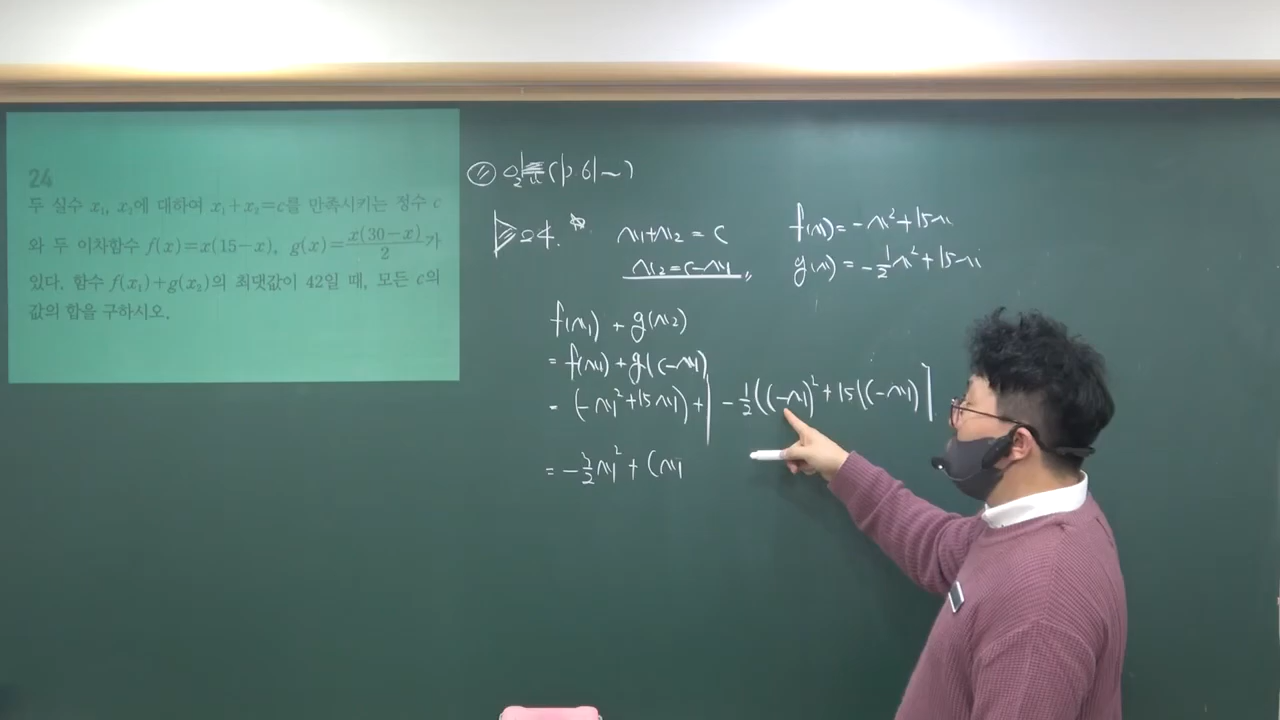 24
두 실수 x₁, x₂에 대하여 x₁+x₂=c를 만족시키는 정수 c
와 두 이차함수 f(x)=x(15-x), g(x)=x(30-x)/2가
있다. 함수 f(x₁)+g(x₂)의 최댓값이 42일 때, 모든 c의
값의 합을 구하시오.
(p.61~)
24.
x₁+x₂=c
x₂=c-x₁
f(x)=-x²+15x
g(x)=-1/2x²+15x
f(x₁)+g(x₂)
=f(x₁)+g(c-x₁)
=(-x₁²+15x₁)+[-1/2(c-x₁)²+15(c-x₁)]
=-3/2x₁²+cx₁